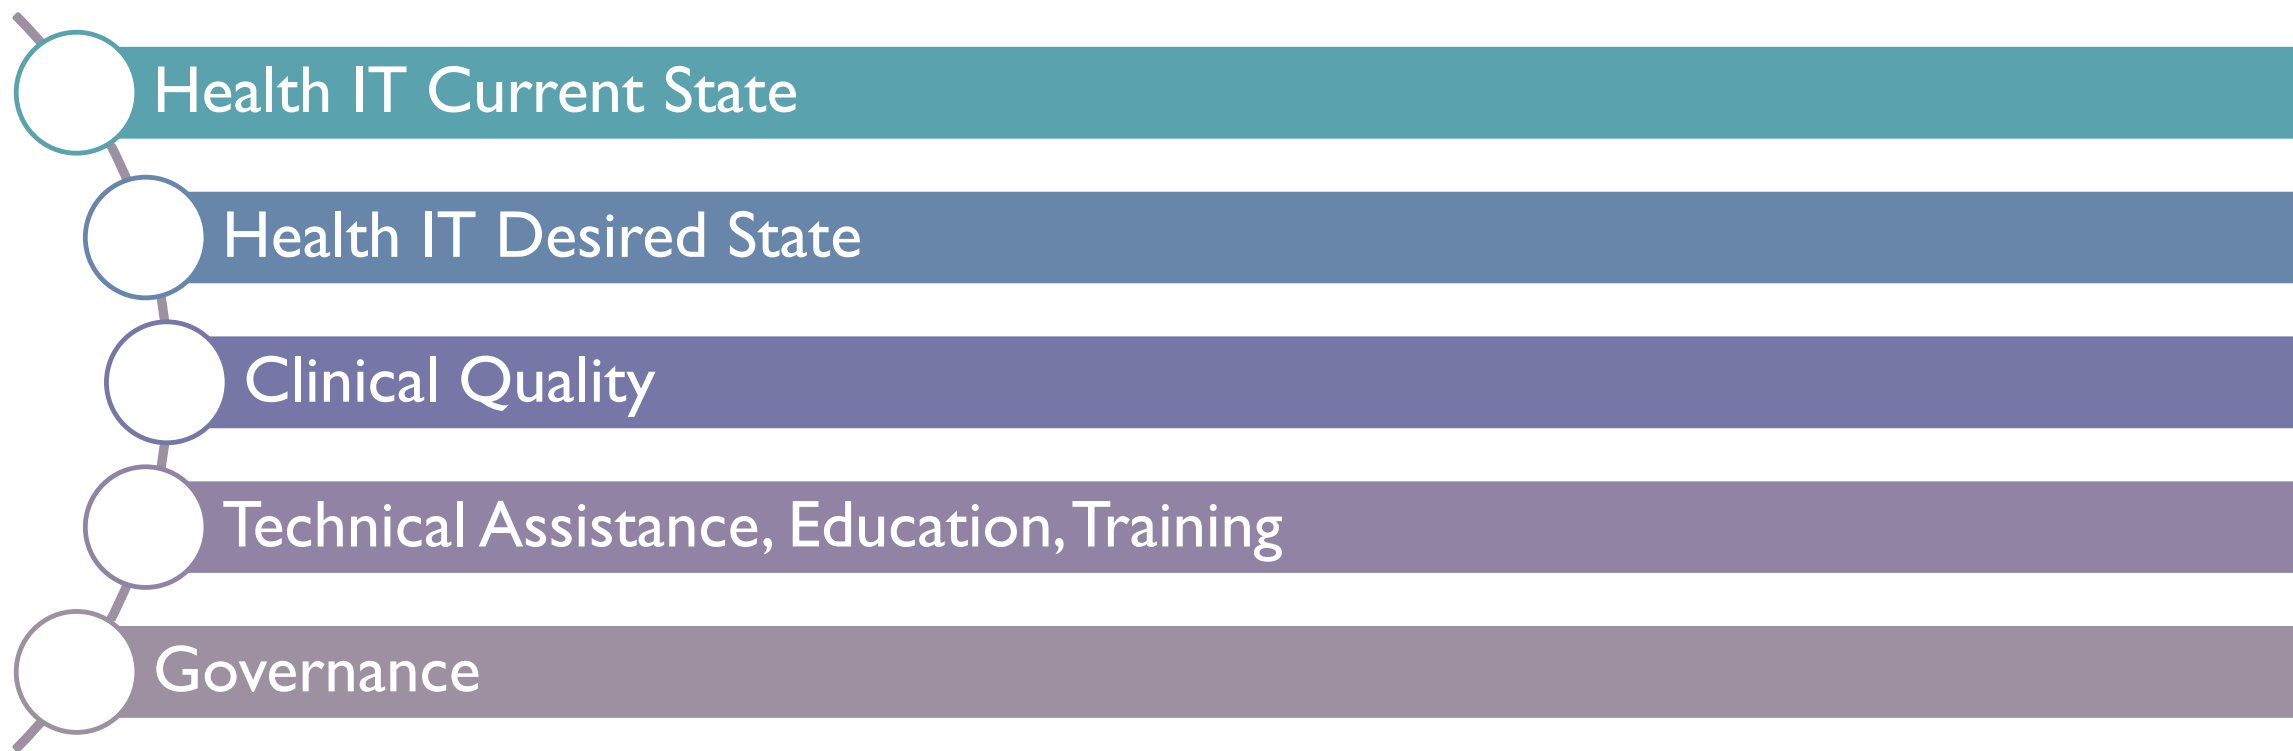 Health IT Current State
Health IT Desired State
Clinical Quality
Technical Assistance, Education, Training
Governance